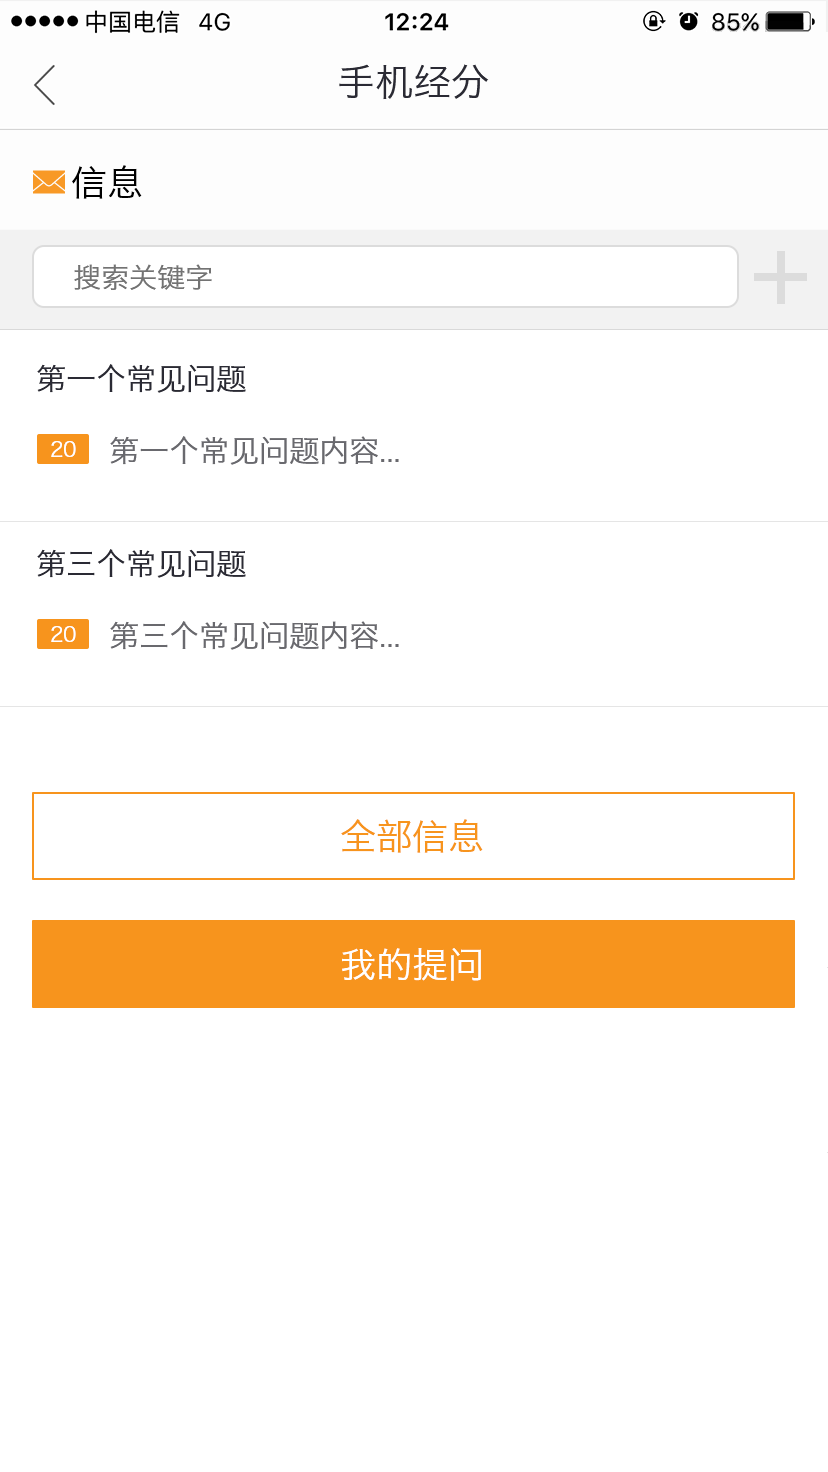 中国电信 4G 12:24 85%
手机经分
信息
搜索关键字
第一个常见问题
20 第一个常见问题内容...
第三个常见问题
20 第三个常见问题内容...
全部信息
我的提问